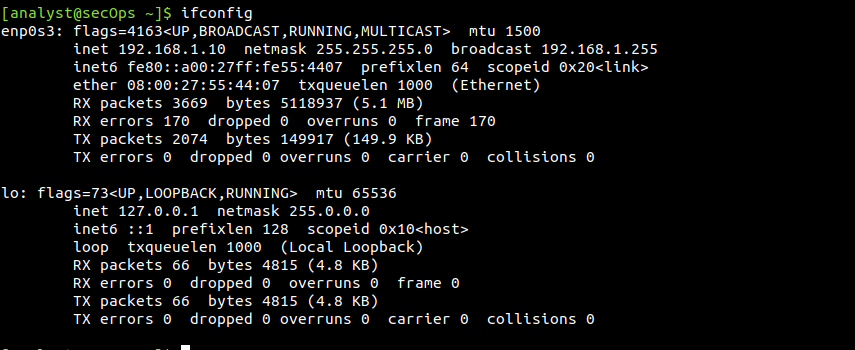 [analyst@secOps ~]$ ifconfig
enp0s3: flags=4163<UP,BROADCAST,RUNNING,MULTICAST>  mtu 1500
        inet 192.168.1.10  netmask 255.255.255.0  broadcast 192.168.1.255
        inet6 fe80::a00:27ff:fe55:4407  prefixlen 64  scopeid 0x20<link>
        ether 08:00:27:55:44:07  txqueuelen 1000  (Ethernet)
        RX packets 3669  bytes 5118937 (5.1 MB)
        RX errors 170  dropped 0  overruns 0  frame 170
        TX packets 2074  bytes 149917 (149.9 KB)
        TX errors 0  dropped 0 overruns 0  carrier 0  collisions 0

lo: flags=73<UP,LOOPBACK,RUNNING>  mtu 65536
        inet 127.0.0.1  netmask 255.0.0.0
        inet6 ::1  prefixlen 128  scopeid 0x10<host>
        loop  txqueuelen 1000  (Local Loopback)
        RX packets 66  bytes 4815 (4.8 KB)
        RX errors 0  dropped 0  overruns 0  frame 0
        TX packets 66  bytes 4815 (4.8 KB)
        TX errors 0  dropped 0 overruns 0  carrier 0  collisions 0